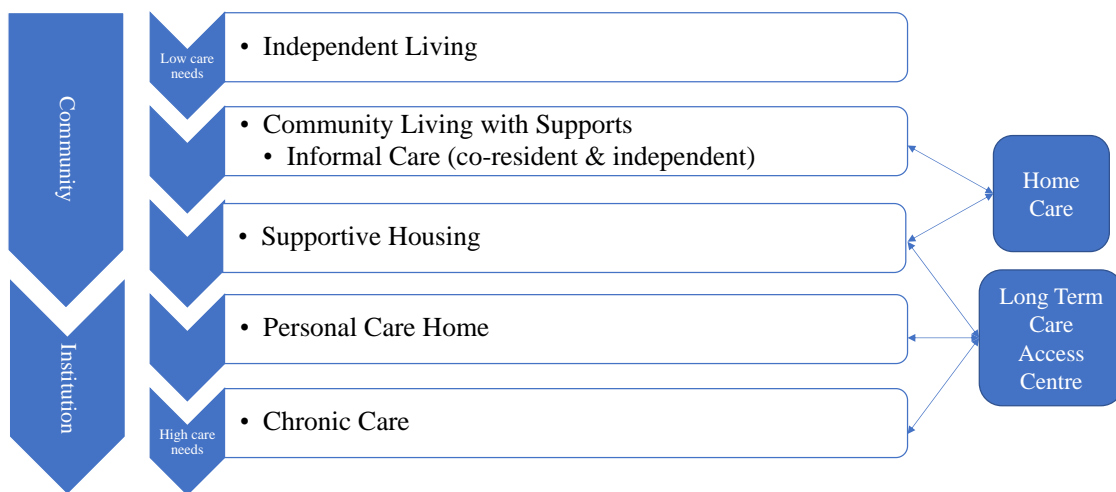 Community
Institution
Low care
needs
• Independent Living
• Community Living with Supports
• Informal Care (co-resident & independent)
• Supportive Housing
• Personal Care Home
High care
needs
• Chronic Care
Home
Care
Long Term
Care
Access
Centre